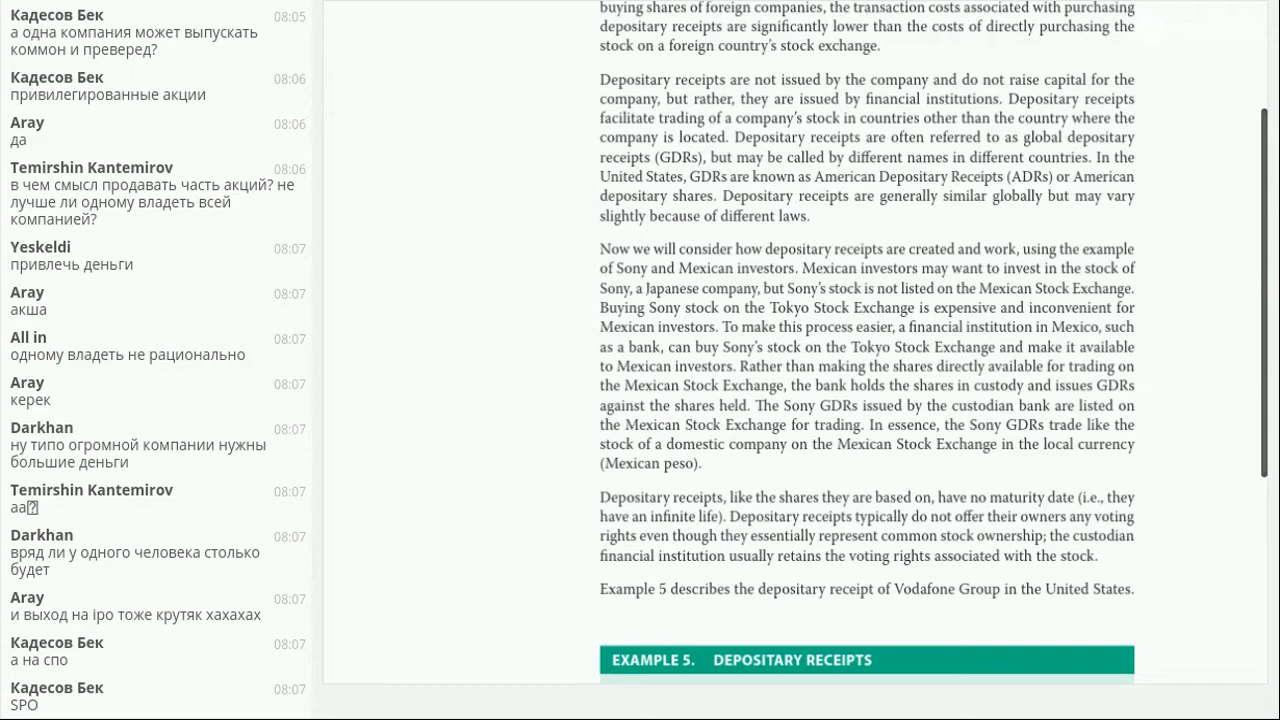 Кадесов Бек 08:05
а одна компания может выпускать
коммон и преверед?
Кадесов Бек 08:06
привилегированные акции
Aray 08:06
да
Temirshin Kantemirov 08:06
в чем смысл продавать часть акций? не
лучше ли одному владеть всей
компанией?
Yeskeldi 08:07
привлечь деньги
Aray 08:07
акша
All in 08:07
одному владеть не рационально
Aray 08:07
керек
Darkhan 08:07
ну типо огромной компании нужны
большие деньги
Temirshin Kantemirov 08:07
аа
Darkhan 08:07
вряд ли у одного человека столько
будет
Aray 08:07
и выход на ipo тоже крутяк хахахах
Кадесов Бек 08:07
а на спо
Кадесов Бек 08:07
SPO
buying shares of foreign companies, the transaction costs associated with purchasing
depositary receipts are significantly lower than the costs of directly purchasing the
stock on a foreign country's stock exchange.
Depositary receipts are not issued by the company and do not raise capital for the
company, but rather, they are issued by financial institutions. Depositary receipts
facilitate trading of a company's stock in countries other than the country where the
company is located. Depositary receipts are often referred to as global depositary
receipts (GDRs), but may be called by different names in different countries. In the
United States, GDRs are known as American Depositary Receipts (ADRs) or American
depositary shares. Depositary receipts are generally similar globally but may vary
slightly because of different laws.
Now we will consider how depositary receipts are created and work, using the example
of Sony and Mexican investors. Mexican investors may want to invest in the stock of
Sony, a Japanese company, but Sony's stock is not listed on the Mexican Stock Exchange.
Buying Sony stock on the Tokyo Stock Exchange is expensive and inconvenient for
Mexican investors. To make this process easier, a financial institution in Mexico, such
as a bank, can buy Sony's stock on the Tokyo Stock Exchange and make it available
to Mexican investors. Rather than making the shares directly available for trading on
the Mexican Stock Exchange, the bank holds the shares in custody and issues GDRs
against the shares held. The Sony GDRs issued by the custodian bank are listed on
the Mexican Stock Exchange for trading. In essence, the Sony GDRs trade like the
stock of a domestic company on the Mexican Stock Exchange in the local currency
(Mexican peso).
Depositary receipts, like the shares they are based on, have no maturity date (i.e., they
have an infinite life). Depositary receipts typically do not offer their owners any voting
rights even though they essentially represent common stock ownership; the custodian
financial institution usually retains the voting rights associated with the stock.
Example 5 describes the depositary receipt of Vodafone Group in the United States.
EXAMPLE 5. DEPOSITARY RECEIPTS